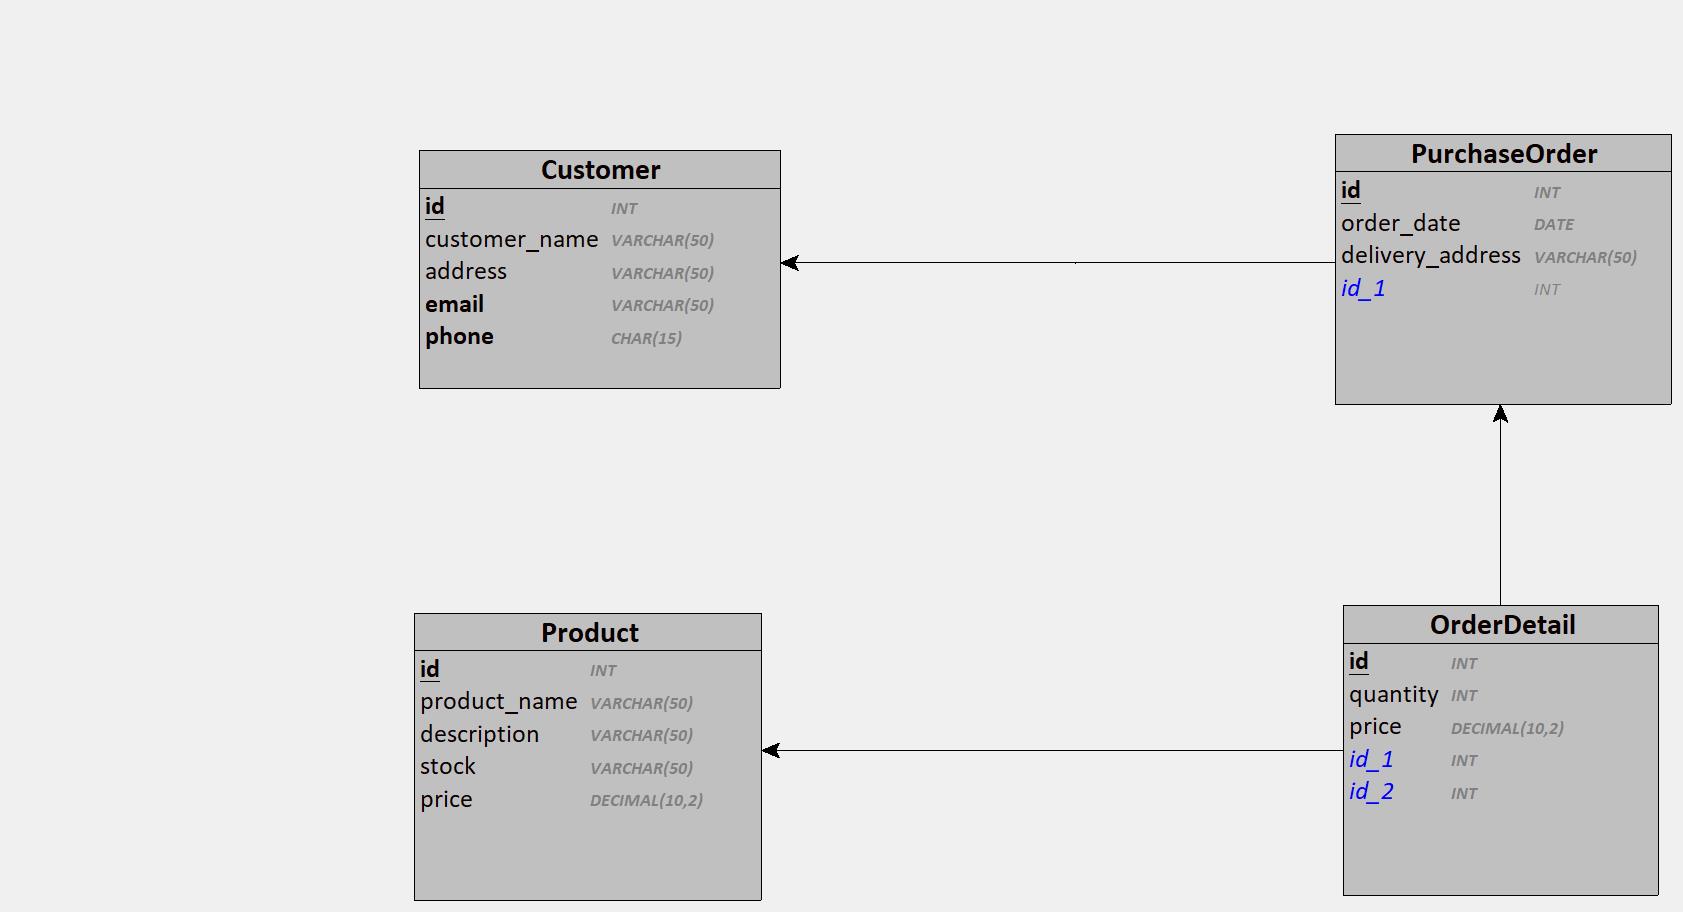 Customer
id INT
customer_name VARCHAR(50)
address VARCHAR(50)
email VARCHAR(50)
phone CHAR(15)
PurchaseOrder
id INT
order_date DATE
delivery_address VARCHAR(50)
id_1 INT
Product
id INT
product_name VARCHAR(50)
description VARCHAR(50)
stock VARCHAR(50)
price DECIMAL(10,2)
OrderDetail
id INT
quantity INT
price DECIMAL(10,2)
id_1 INT
id_2 INT